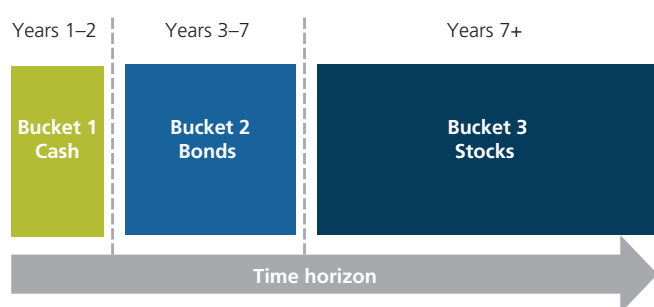 Years 1–2
Years 3–7
Years 7+
Bucket 1
Cash
Bucket 2
Bonds
Bucket 3
Stocks
Time horizon